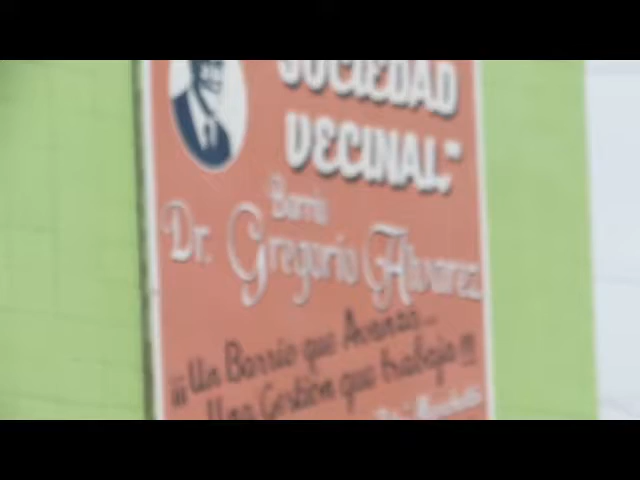 SOCIEDAD
VECINAL"
Barrio
Dr. Gregorio Alvarez
¡¡¡Un Barrio que Avanza...
Una Gestión que trabaja!!!